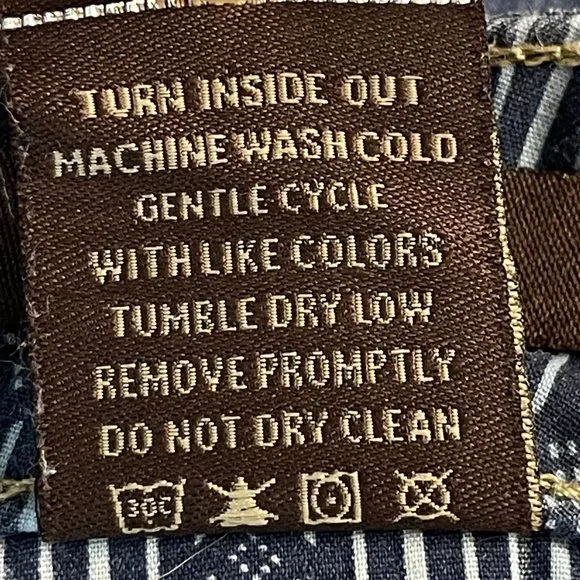 TURN INSIDE OUT
MACHINE WASH COLD
GENTLE CYCLE
WITH LIKE COLORS
TUMBLE DRY LOW
REMOVE PROMPTLY
DO NOT DRY CLEAN
30C